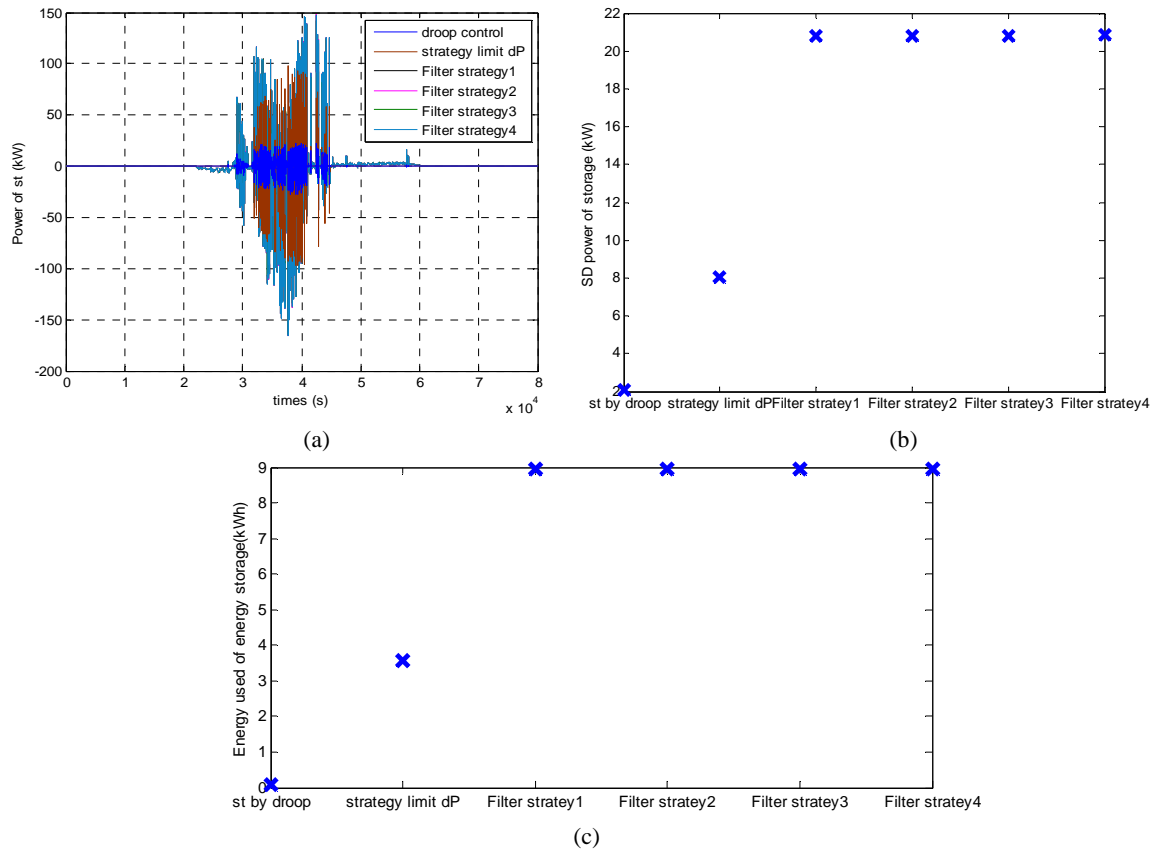 150
100
50
0
-50
-100
-150
-200
Power of st (kW)
droop control
strategy limit dP
Filter strategy1
Filter strategy2
Filter strategy3
Filter strategy4
0 1 2 3 4 5 6 7 8
times (s)
x 10^4
(a)
22
20
18
16
14
12
10
8
6
4
2
SD power of storage (kW)
st by droop strategy limit dP Filter stratey1 Filter stratey2 Filter stratey3 Filter stratey4
(b)
9
8
7
6
5
4
3
2
1
0
Energy used of energy storage(kWh)
st by droop strategy limit dP Filter stratey1 Filter stratey2 Filter stratey3 Filter stratey4
(c)